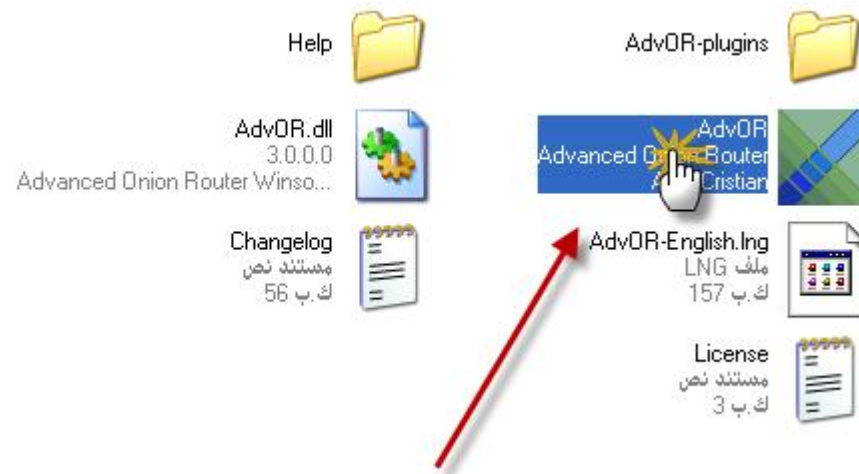 AdvOR-plugins
Help
AdvOR
Advanced Onion Router
Cristian
AdvOR.dll
3.0.0.0
Advanced Onion Router Winso...
AdvOR-English.lng
ملف LNG
157 ك.ب
Changelog
مستند نص
56 ك.ب
License
مستند نص
3 ك.ب